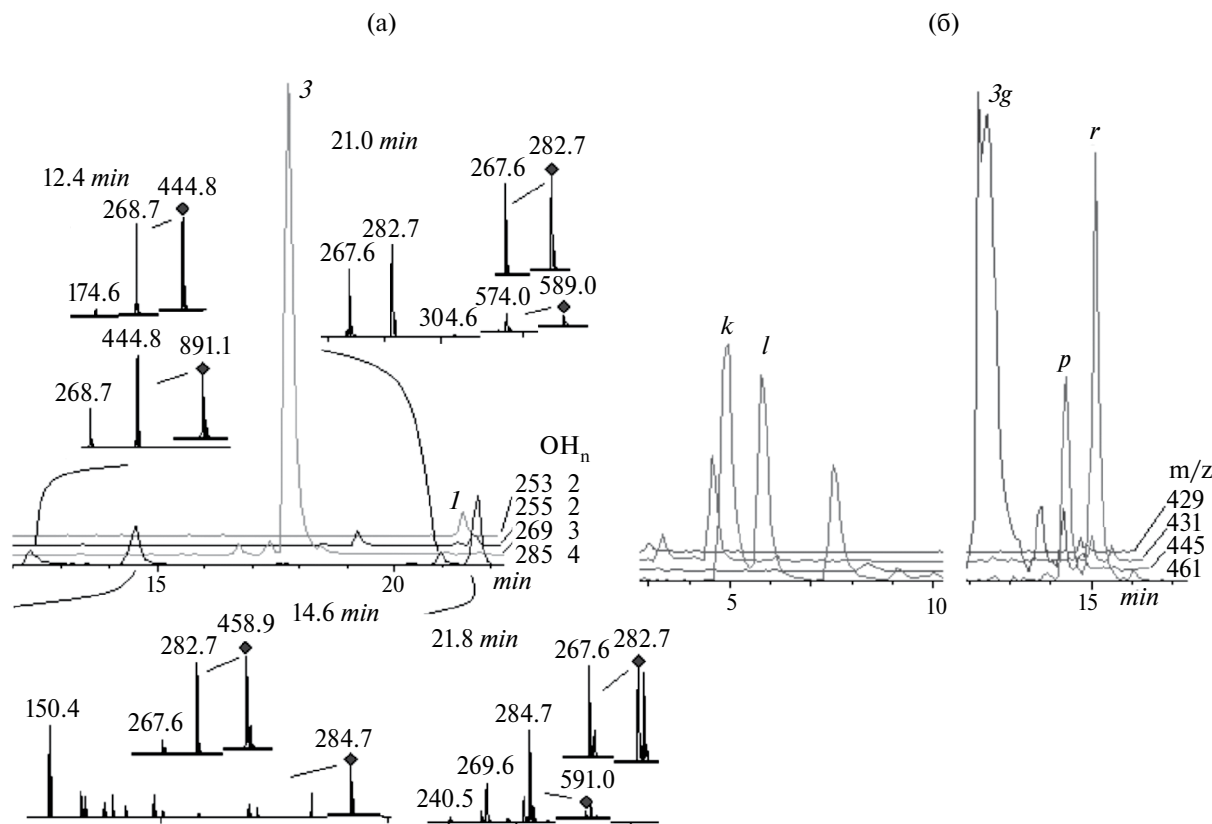 (а)
(б)
3
21.0 min
282.7
267.6
12.4 min
444.8
268.7
174.6
282.7
267.6
304.6
574.0
589.0
444.8
891.1
268.7
OHn
253 2
255 2
269 3
285 4
1
15
20
min
14.6 min
458.9
282.7
267.6
150.4
284.7
21.8 min
282.7
267.6
284.7
269.6
240.5
591.0
3g
r
k
l
p
m/z
429
431
445
461
5
10
15
min